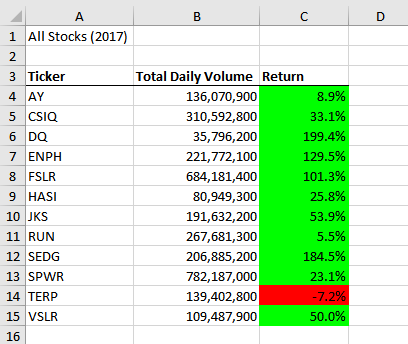 A B C D
1 All Stocks (2017)
2
3 Ticker Total Daily Volume Return
4 AY 136,070,900 8.9%
5 CSIQ 310,592,800 33.1%
6 DQ 35,796,200 199.4%
7 ENPH 221,772,100 129.5%
8 FSLR 684,181,400 101.3%
9 HASI 80,949,300 25.8%
10 JKS 191,632,200 53.9%
11 RUN 267,681,300 5.5%
12 SEDG 206,885,200 184.5%
13 SPWR 782,187,000 23.1%
14 TERP 139,402,800 -7.2%
15 VSLR 109,487,900 50.0%
16